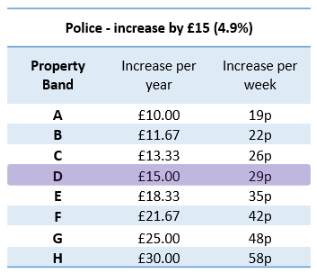 Police - increase by £15 (4.9%)
Property Band Increase per year Increase per week
A £10.00 19p
B £11.67 22p
C £13.33 26p
D £15.00 29p
E £18.33 35p
F £21.67 42p
G £25.00 48p
H £30.00 58p